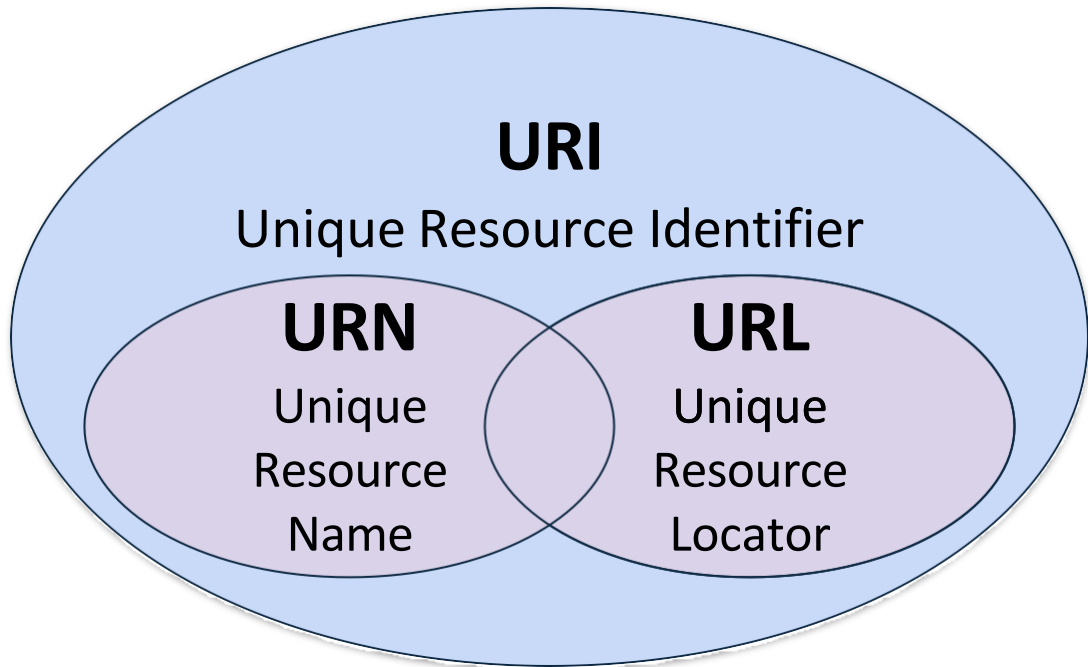 URI
Unique Resource Identifier
URN
Unique
Resource
Name
URL
Unique
Resource
Locator